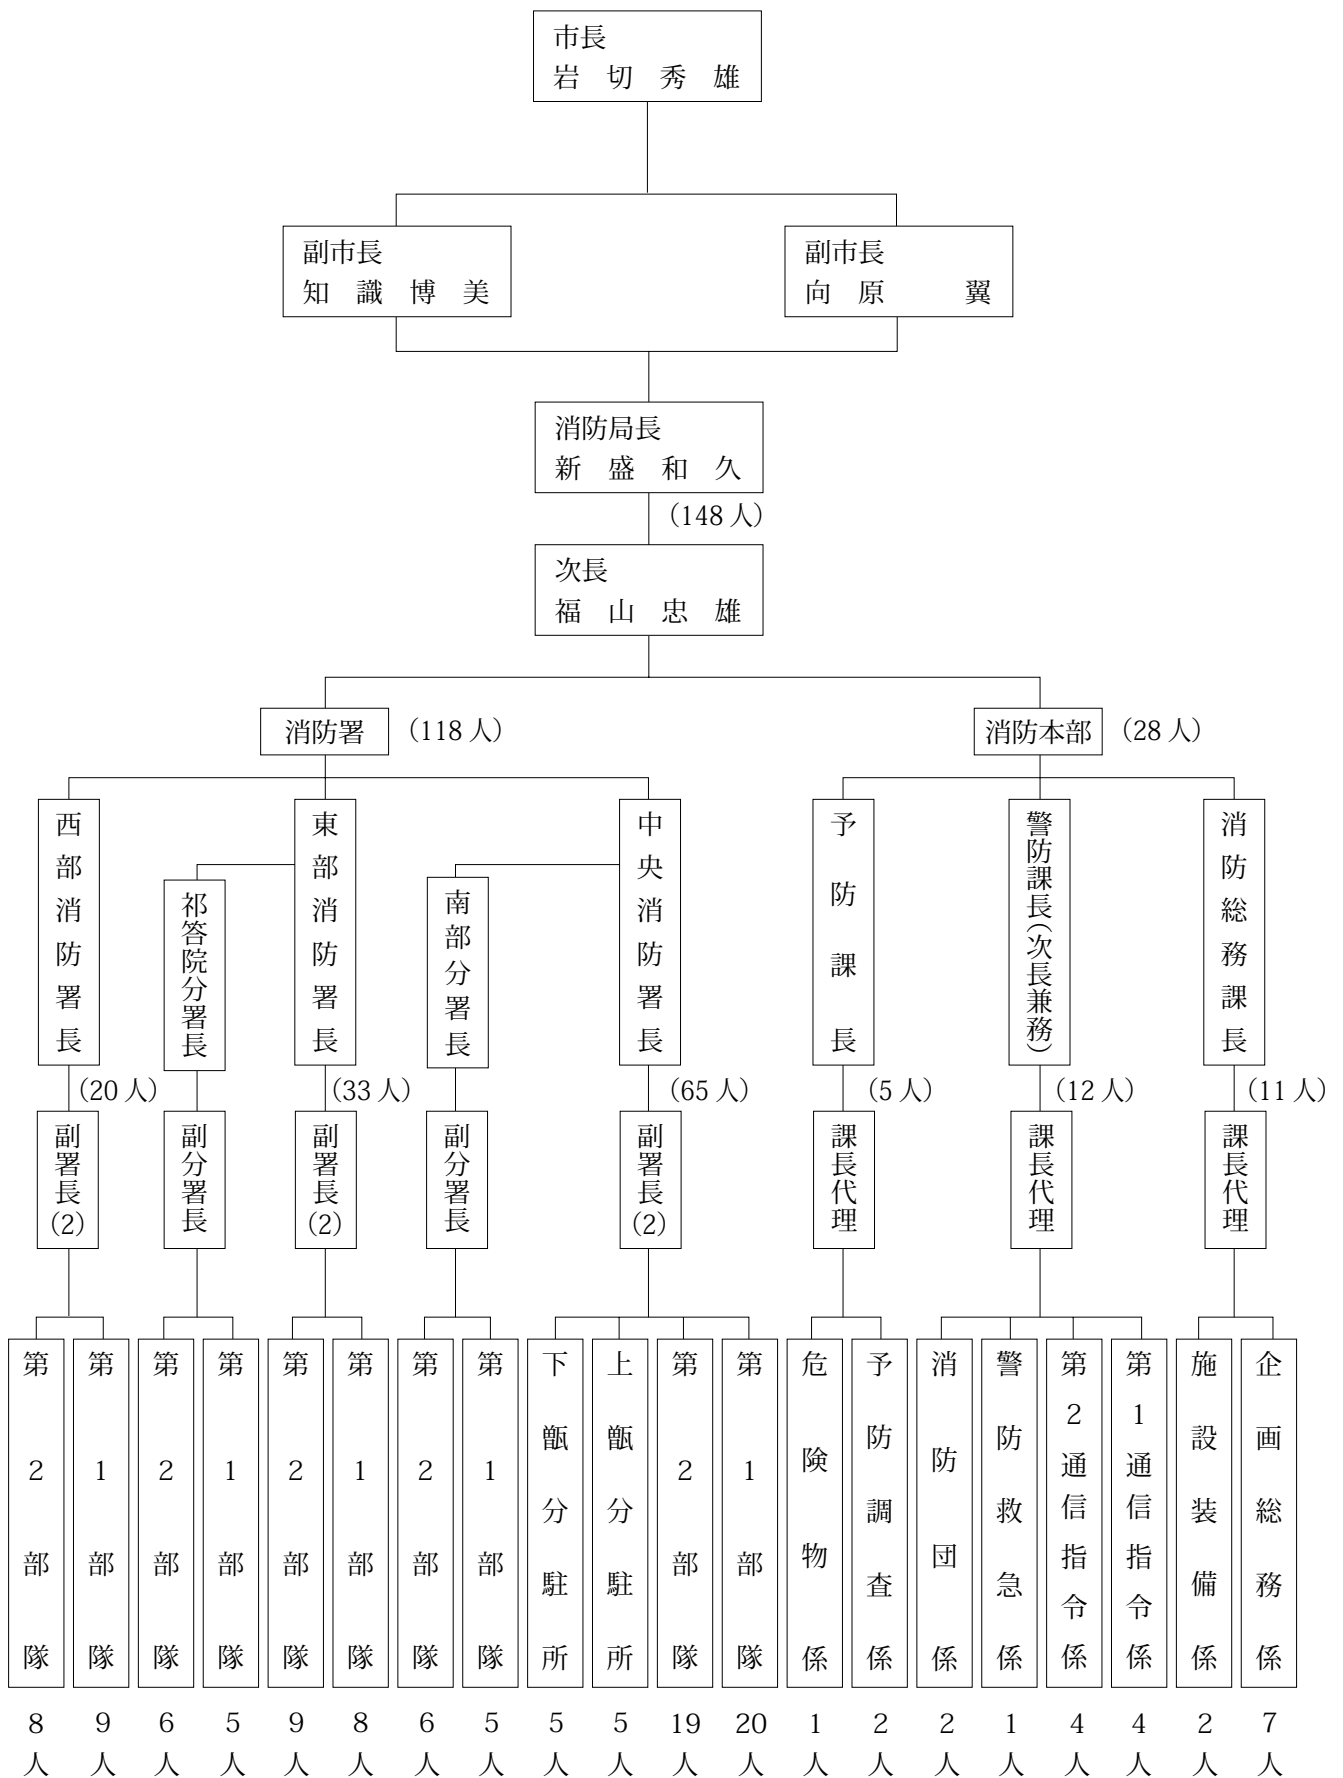 市長
岩切秀雄
副市長
知識博美
副市長
向原 翼
消防局長
新盛和久
(148人)
次長
福山忠雄
消防署
(118人)
消防本部
(28人)
西部消防署長
祁答院分署長
東部消防署長
南部分署長
中央消防署長
予防課長
警防課長(次長兼務)
消防総務課長
(20人)
(33人)
(65人)
(5人)
(12人)
(11人)
副署長(2)
副分署長
副署長(2)
副分署長
副署長(2)
課長代理
課長代理
課長代理
第2部隊
第1部隊
第2部隊
第1部隊
第2部隊
第1部隊
第2部隊
第1部隊
下甑分駐所
上甑分駐所
第2部隊
第1部隊
危険物係
予防調査係
消防団係
警防救急係
第2通信指令係
第1通信指令係
施設装備係
企画総務係
8人
9人
6人
5人
9人
8人
6人
5人
5人
5人
19人
20人
1人
2人
2人
1人
4人
4人
2人
7人